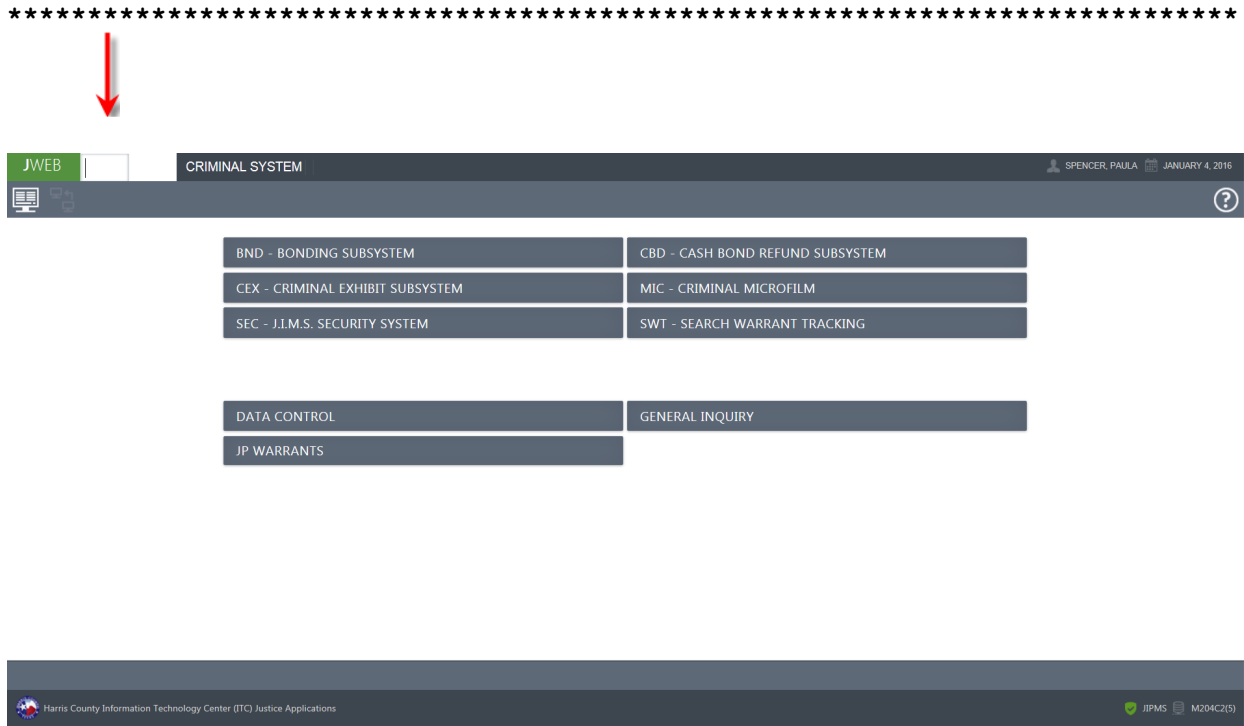 *****************************************************************************
JWEB CRIMINAL SYSTEM SPENCER, PAULA JANUARY 4, 2016
?
BND - BONDING SUBSYSTEM CBD - CASH BOND REFUND SUBSYSTEM
CEX - CRIMINAL EXHIBIT SUBSYSTEM MIC - CRIMINAL MICROFILM
SEC - J.I.M.S. SECURITY SYSTEM SWT - SEARCH WARRANT TRACKING
DATA CONTROL GENERAL INQUIRY
JP WARRANTS
Harris County Information Technology Center (ITC) Justice Applications JIPMS M204C2(5)